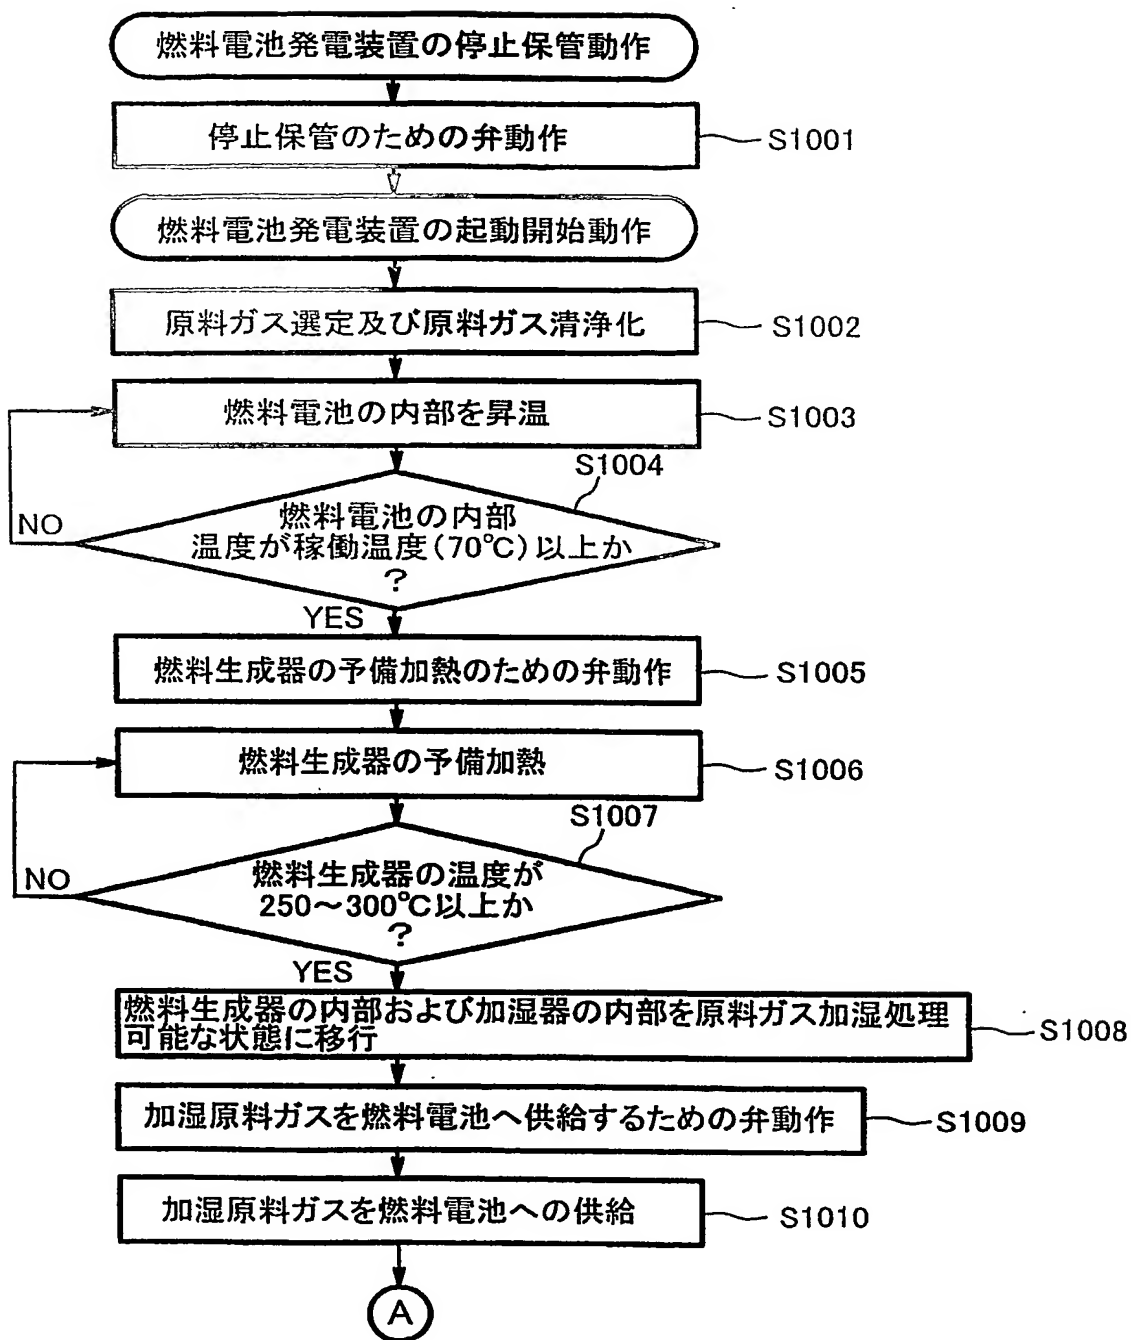 燃料電池発電装置の停止保管動作
停止保管のための弁動作
S1001
燃料電池発電装置の起動開始動作
原料ガス選定及び原料ガス清浄化
S1002
燃料電池の内部を昇温
S1003
S1004
燃料電池の内部
温度が稼働温度(70℃)以上か
?
NO
YES
燃料生成器の予備加熱のための弁動作
S1005
燃料生成器の予備加熱
S1006
S1007
燃料生成器の温度が
250～300℃以上か
?
NO
YES
燃料生成器の内部および加湿器の内部を原料ガス加湿処理
可能な状態に移行
S1008
加湿原料ガスを燃料電池へ供給するための弁動作
S1009
加湿原料ガスを燃料電池への供給
S1010
A